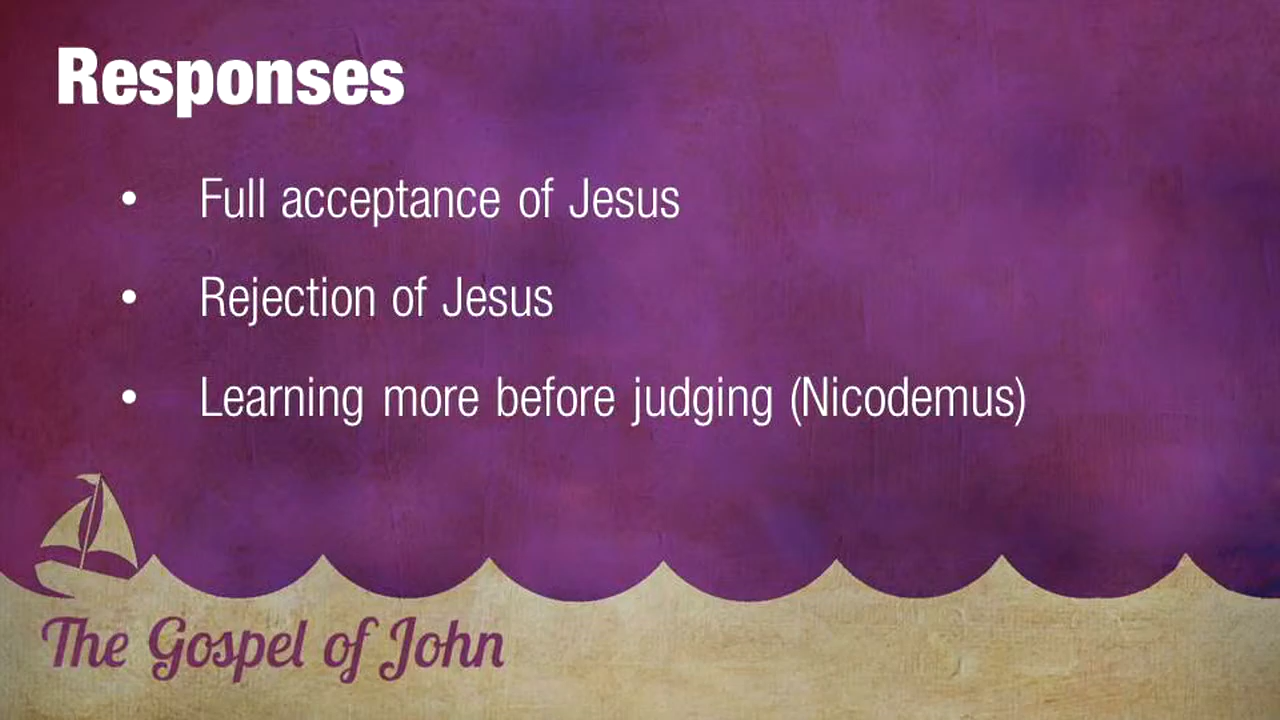 Responses
• Full acceptance of Jesus
• Rejection of Jesus
• Learning more before judging (Nicodemus)
The Gospel of John